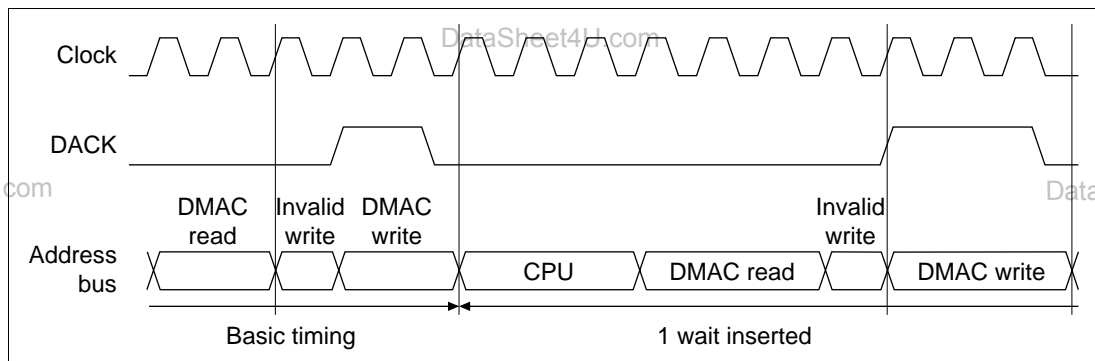 DataSheet4U.com
Clock
DACK
.com
Data
DMAC
read
Invalid
write
DMAC
write
Invalid
write
Address
bus
CPU
DMAC read
DMAC write
Basic timing
1 wait inserted